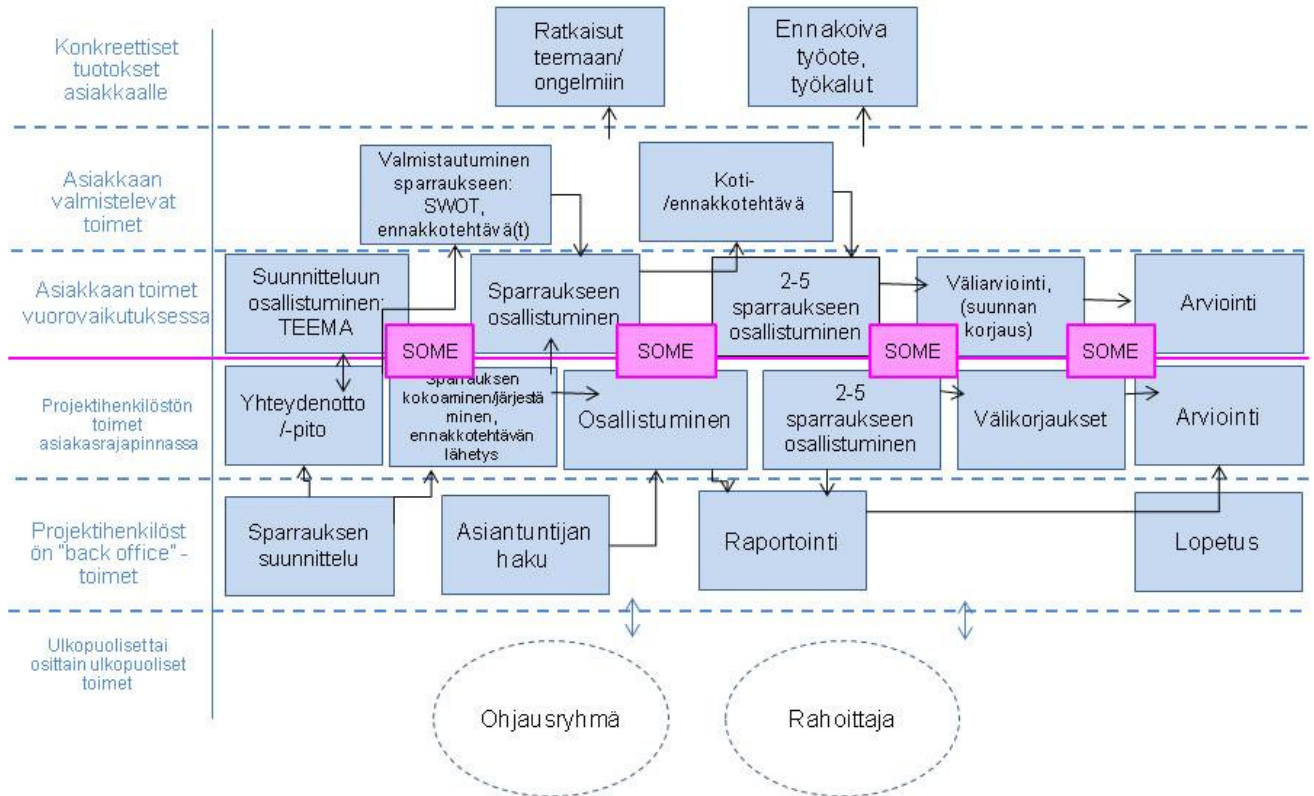 Konkreettiset
tuotokset
asiakkaalle
Ratkaisut
teemaan/
ongelmiin
Ennakoiva
työote,
työkalut
Asiakkaan
valmistelevat
toimet
Valmistautuminen
sparraukseen:
SWOT,
ennakkotehtävä(t)
Koti-
/ennakkotehtävä
Asiakkaan toimet
vuorovaikutuksessa
Suunnitteluun
osallistuminen:
TEEMA
Sparraukseen
osallistuminen
2-5
sparraukseen
osallistuminen
Väliarviointi,
(suunnan
korjaus)
Arviointi
SOME
SOME
SOME
SOME
Projektihenkilöstön
toimet
asiakasrajapinnassa
Yhteydenotto
/-pito
Sparrauksen
kokoaminen/järjestä
minen,
ennakkotehtävän
lähetys
Osallistuminen
2-5
sparraukseen
osallistuminen
Välikorjaukset
Arviointi
Projektihenkilöst
ön "back office" -
toimet
Sparrauksen
suunnittelu
Asiantuntijan
haku
Raportointi
Lopetus
Ulkopuoliset tai
osittain ulkopuoliset
toimet
Ohjausryhmä
Rahoittaja